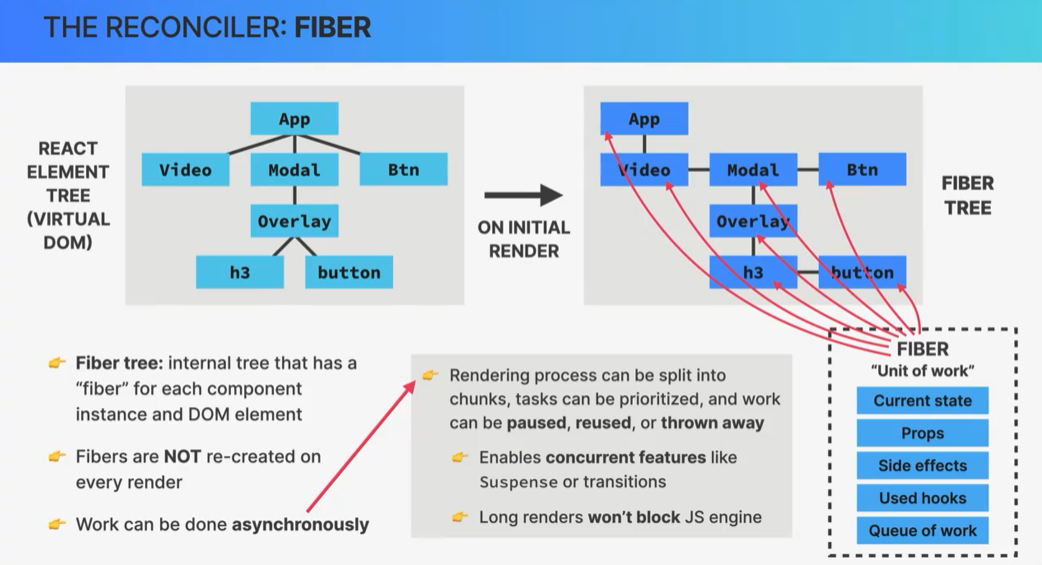 THE RECONCILER: FIBER
REACT
ELEMENT
TREE
(VIRTUAL
DOM)
App
Video
Modal
Btn
Overlay
h3
button
ON INITIAL
RENDER
App
Video
Modal
Btn
Overlay
h3
button
FIBER
TREE
👉 Fiber tree: internal tree that has a
“fiber” for each component
instance and DOM element
👉 Fibers are NOT re-created on
every render
👉 Work can be done asynchronously
👉 Rendering process can be split into
chunks, tasks can be prioritized, and work
can be paused, reused, or thrown away
👉 Enables concurrent features like
Suspense or transitions
👉 Long renders won’t block JS engine
FIBER
“Unit of work”
Current state
Props
Side effects
Used hooks
Queue of work